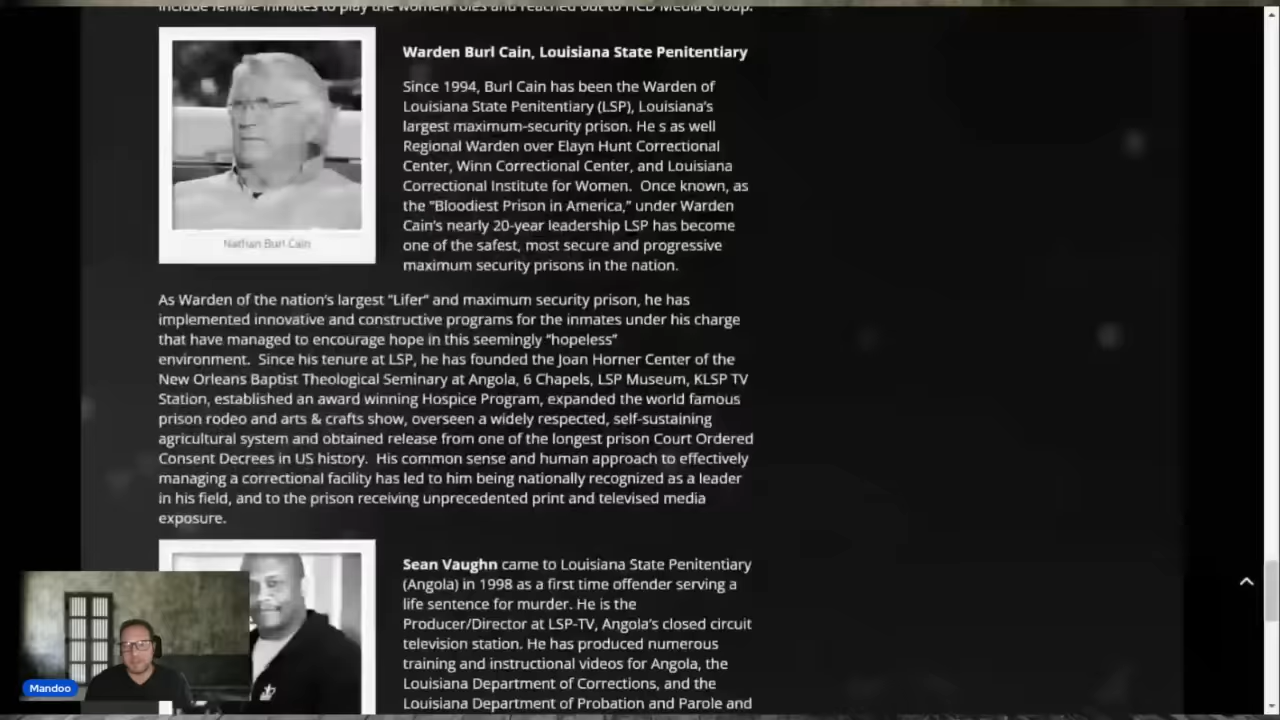 include female inmates to play the women roles and reached out to HCD Media Group.
Warden Burl Cain, Louisiana State Penitentiary
Since 1994, Burl Cain has been the Warden of
Louisiana State Penitentiary (LSP), Louisiana's
largest maximum-security prison. He s as well
Regional Warden over Elayn Hunt Correctional
Center, Winn Correctional Center, and Louisiana
Correctional Institute for Women. Once known, as
the "Bloodiest Prison in America," under Warden
Cain's nearly 20-year leadership LSP has become
one of the safest, most secure and progressive
maximum security prisons in the nation.
Nathan Burl Cain
As Warden of the nation's largest "Lifer" and maximum security prison, he has
implemented innovative and constructive programs for the inmates under his charge
that have managed to encourage hope in this seemingly "hopeless"
environment. Since his tenure at LSP, he has founded the Joan Horner Center of the
New Orleans Baptist Theological Seminary at Angola, 6 Chapels, LSP Museum, KLSP TV
Station, established an award winning Hospice Program, expanded the world famous
prison rodeo and arts & crafts show, overseen a widely respected, self-sustaining
agricultural system and obtained release from one of the longest prison Court Ordered
Consent Decrees in US history. His common sense and human approach to effectively
managing a correctional facility has led to him being nationally recognized as a leader
in his field, and to the prison receiving unprecedented print and televised media
exposure.
Sean Vaughn came to Louisiana State Penitentiary
(Angola) in 1998 as a first time offender serving a
life sentence for murder. He is the
Producer/Director at LSP-TV, Angola's closed circuit
television station. He has produced numerous
training and instructional videos for Angola, the
Louisiana Department of Corrections, and the
Louisiana Department of Probation and Parole and
Mandoo